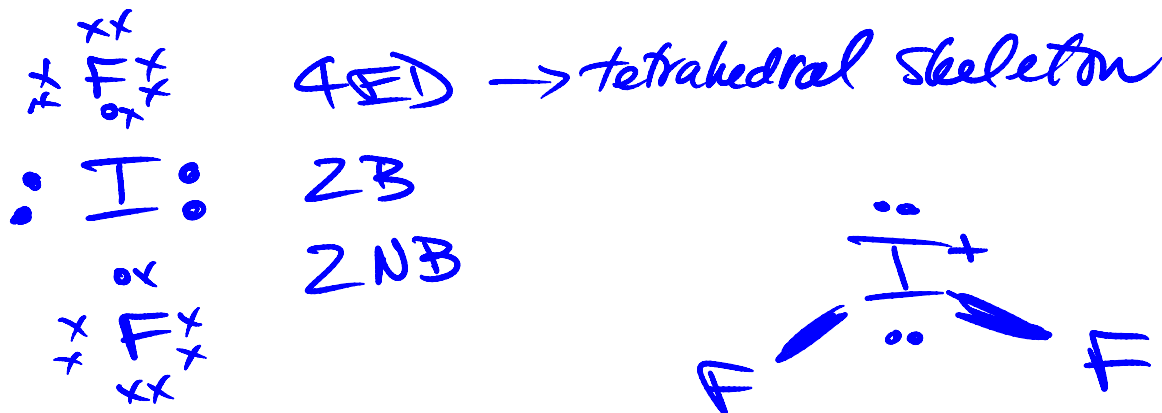 F 4ED → tetrahedral skeleton
I 2B
2NB
F
I+
F F